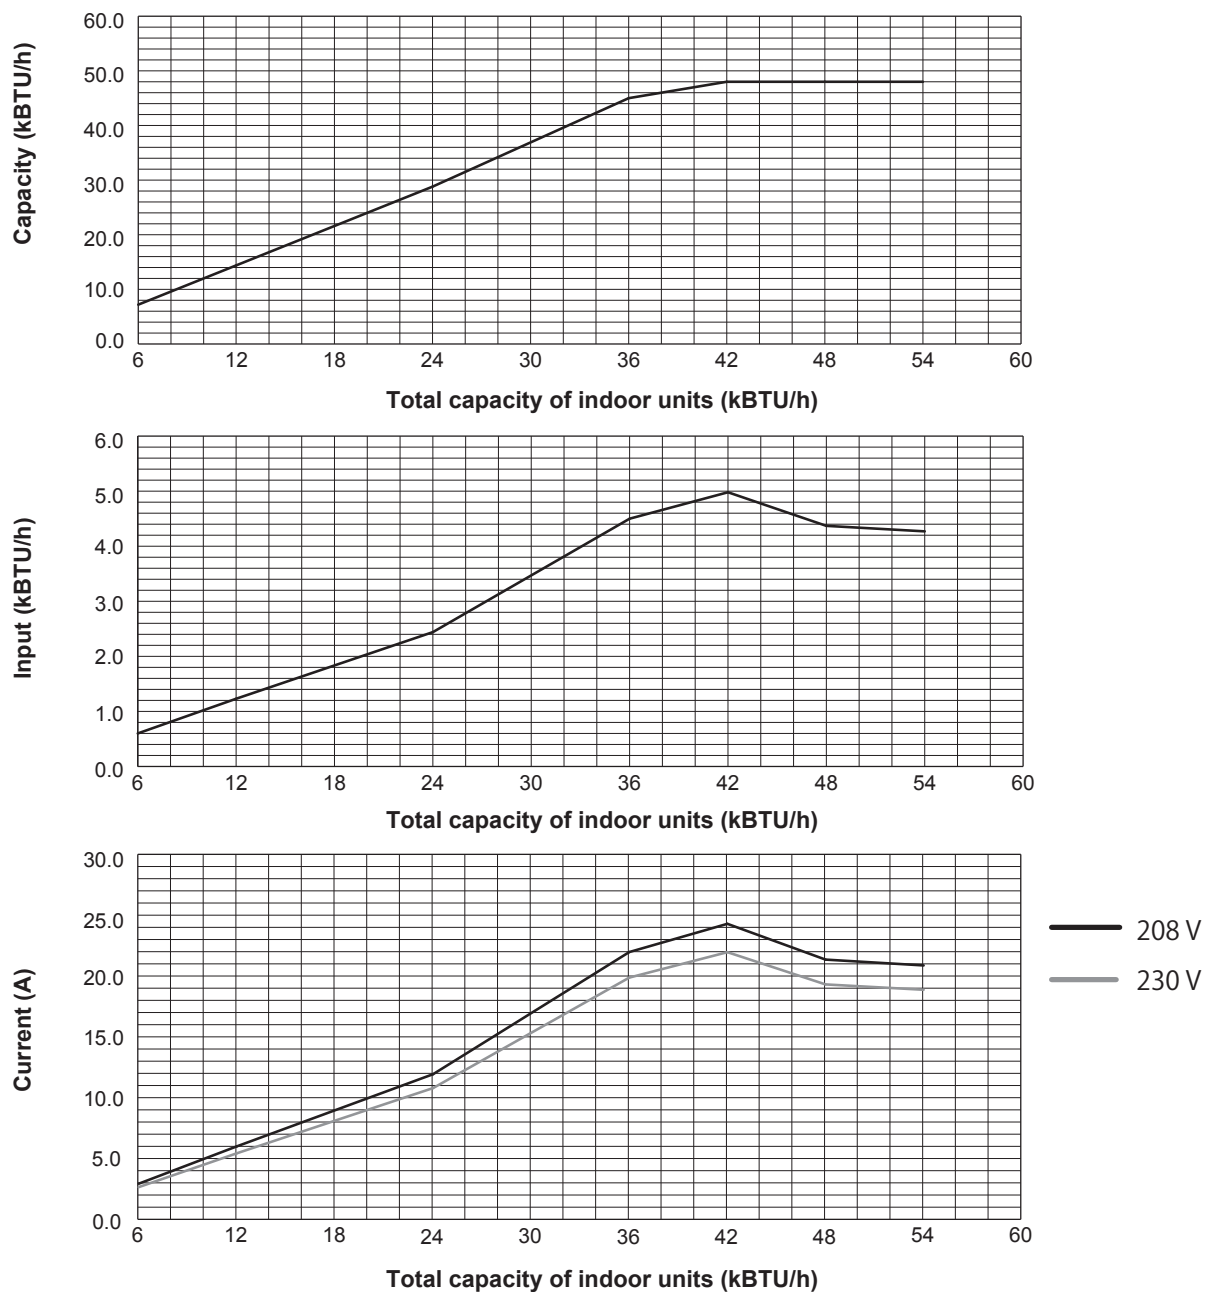 60.0
50.0
40.0
30.0
20.0
10.0
0.0
Capacity (kBTU/h)
6 12 18 24 30 36 42 48 54 60
Total capacity of indoor units (kBTU/h)
6.0
5.0
4.0
3.0
2.0
1.0
0.0
Input (kBTU/h)
6 12 18 24 30 36 42 48 54 60
Total capacity of indoor units (kBTU/h)
30.0
25.0
20.0
15.0
10.0
5.0
0.0
Current (A)
6 12 18 24 30 36 42 48 54 60
Total capacity of indoor units (kBTU/h)
208 V
230 V